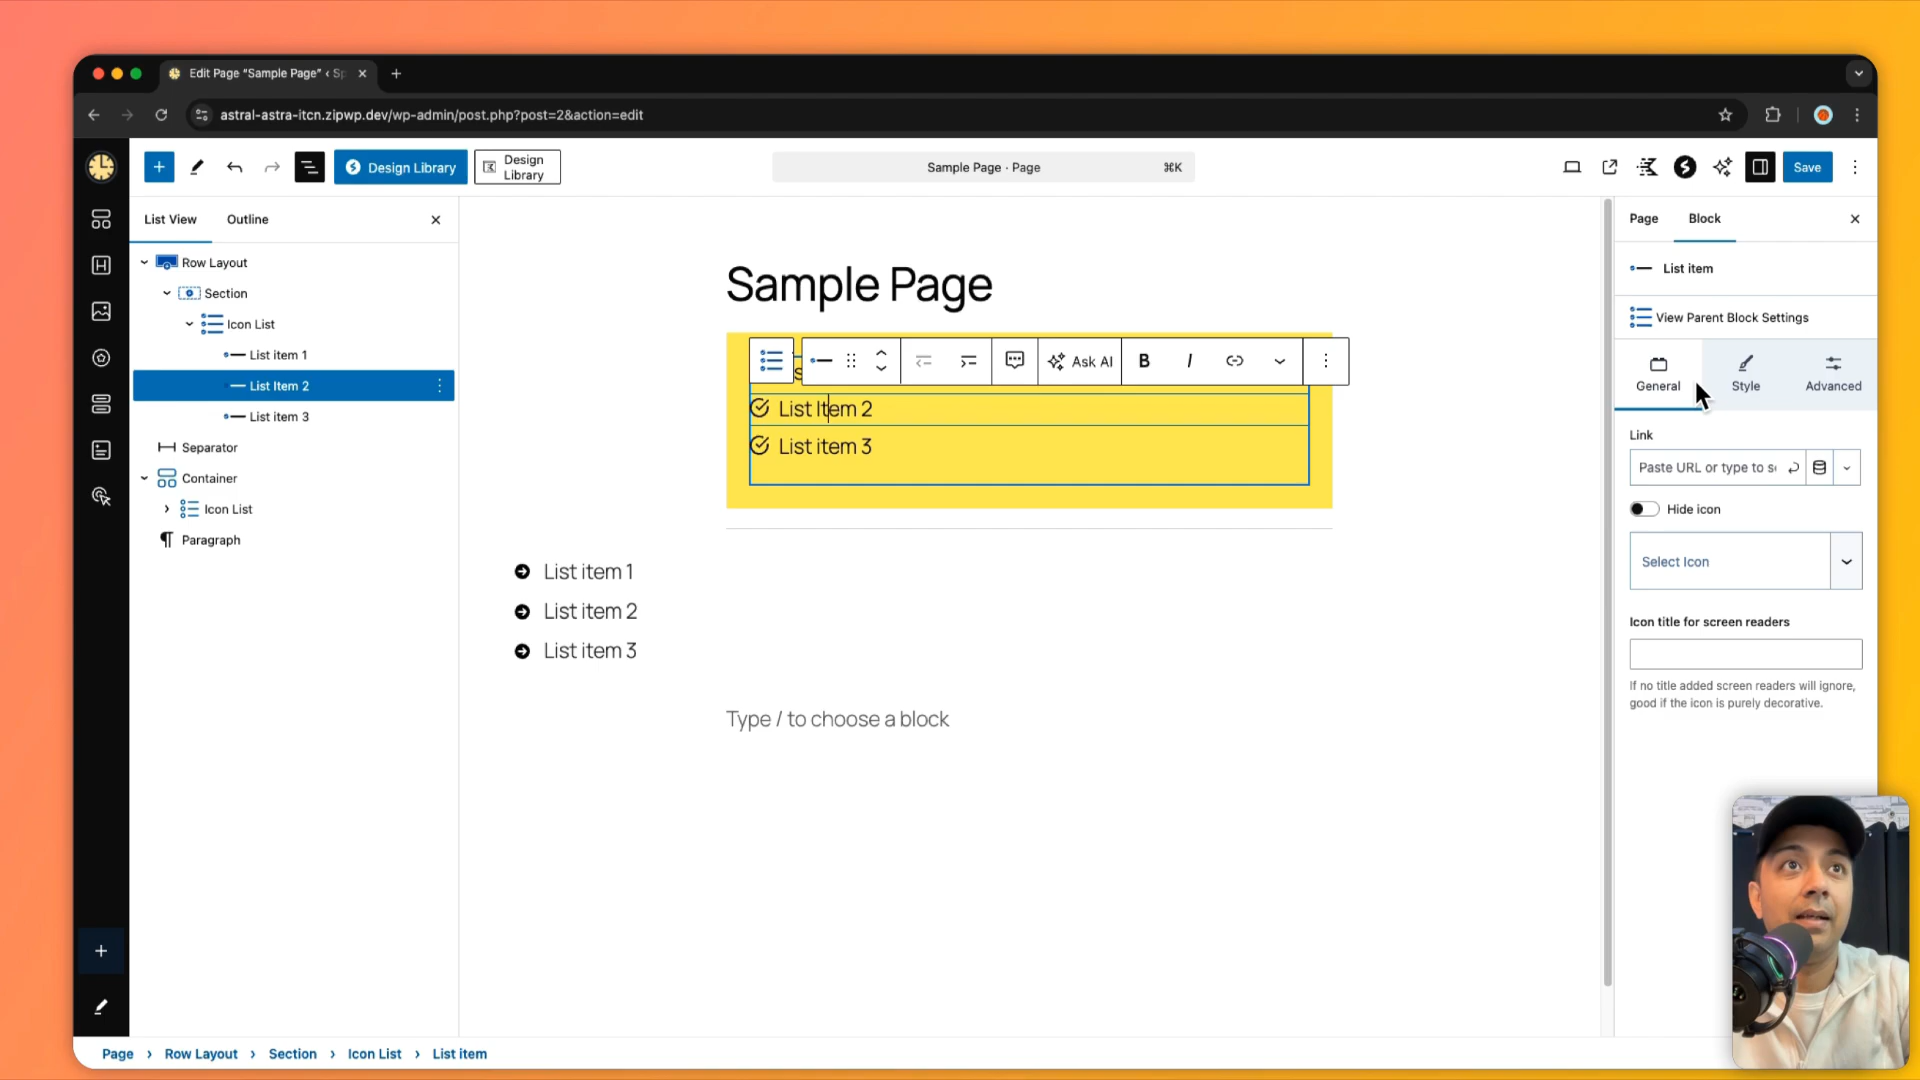 Edit Page “Sample Page” ‹ Sp
astral-astra-itcn.zipwp.dev/wp-admin/post.php?post=2&action=edit
Design Library
Design
Library
Sample Page · Page
⌘K
Save
List View
Outline
Row Layout
Section
Icon List
List item 1
List Item 2
List item 3
Separator
Container
Icon List
Paragraph
Sample Page
Ask AI
B
I
List Item 2
List item 3
List item 1
List item 2
List item 3
Type / to choose a block
Page
Block
List item
View Parent Block Settings
General
Style
Advanced
Link
Paste URL or type to s
Hide icon
Select Icon
Icon title for screen readers
If no title added screen readers will ignore,
good if the icon is purely decorative.
Page › Row Layout › Section › Icon List › List item